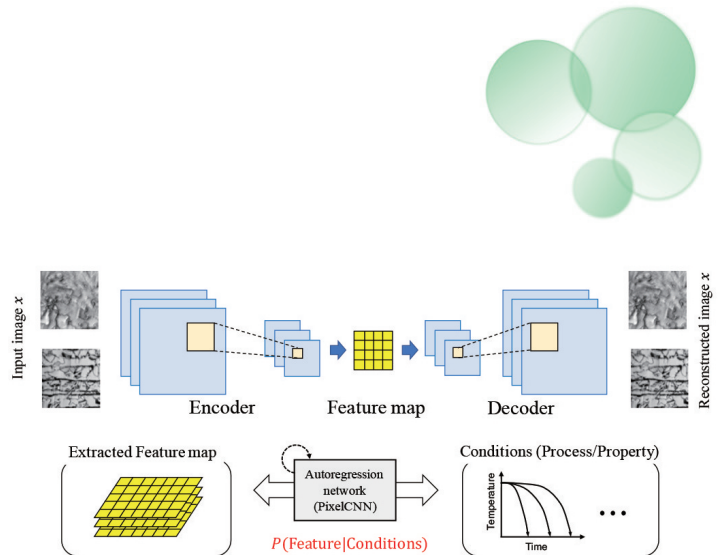 Input image x
Reconstructed image x
Encoder
Feature map
Decoder
Extracted Feature map
Autoregression
network
(PixelCNN)
P(Feature|Conditions)
Conditions (Process/Property)
Temperature
Time